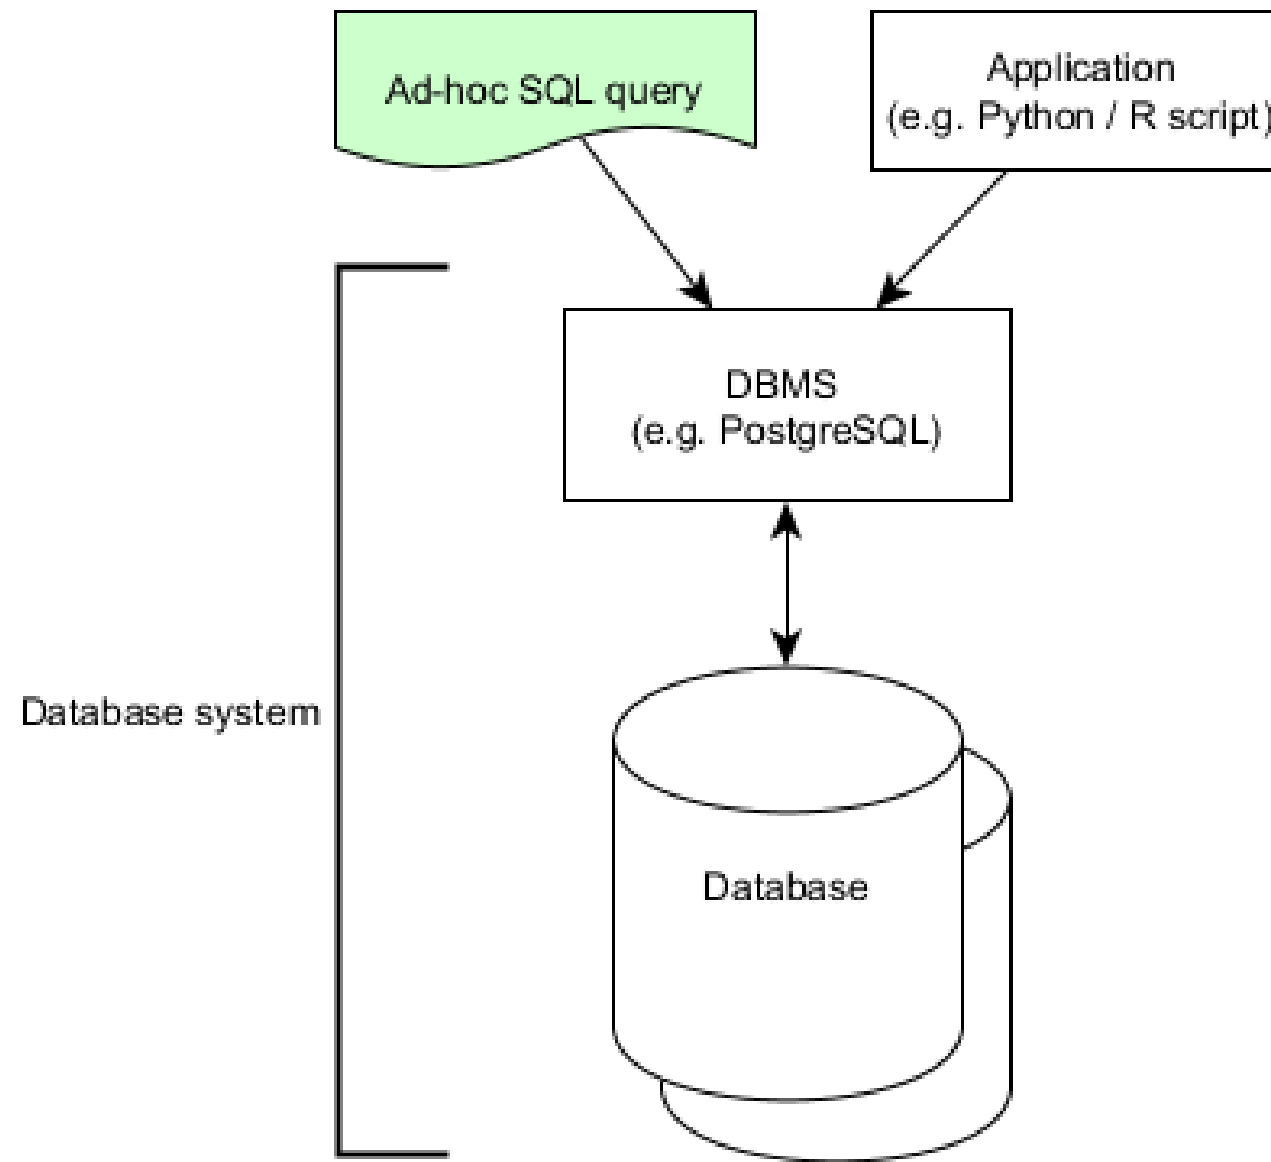 Ad-hoc SQL query
Application
(e.g. Python / R script)
DBMS
(e.g. PostgreSQL)
Database system
Database